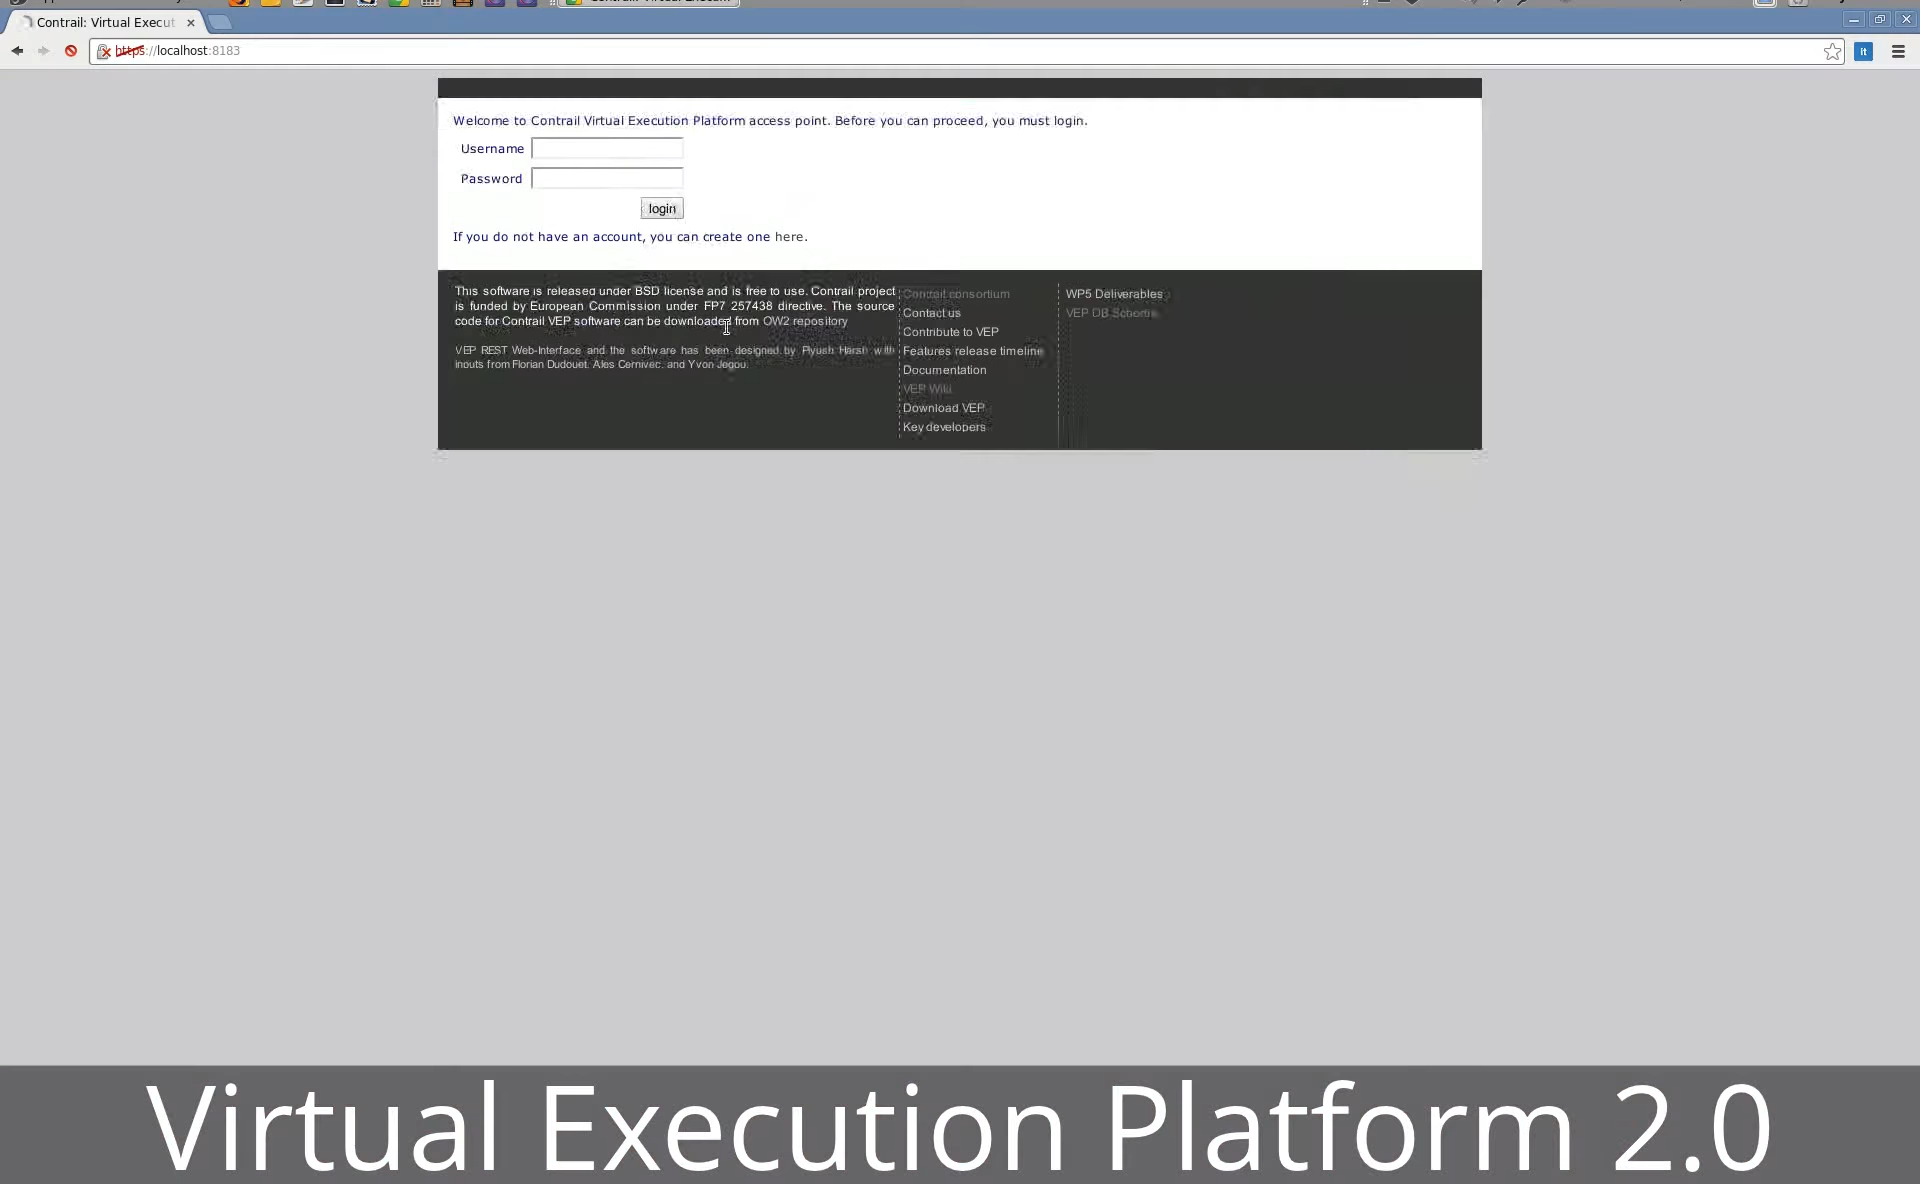 Contrail: Virtual Execut
https://localhost:8183
Welcome to Contrail Virtual Execution Platform access point. Before you can proceed, you must login.
Username
Password
login
If you do not have an account, you can create one here.
This software is released under BSD license and is free to use. Contrail project
is funded by European Commission under FP7 257438 directive. The source
code for Contrail VEP software can be downloaded from OW2 repository
VEP REST Web-Interface and the software has been designed by Piyush Harsh with
inputs from Florian Dudouet, Ales Cernivec, and Yvon Jegou.
Contrail consortium
Contact us
Contribute to VEP
Features release timeline
Documentation
VEP Wiki
Download VEP
Key developers
WP5 Deliverables
VEP DB Schema
Virtual Execution Platform 2.0